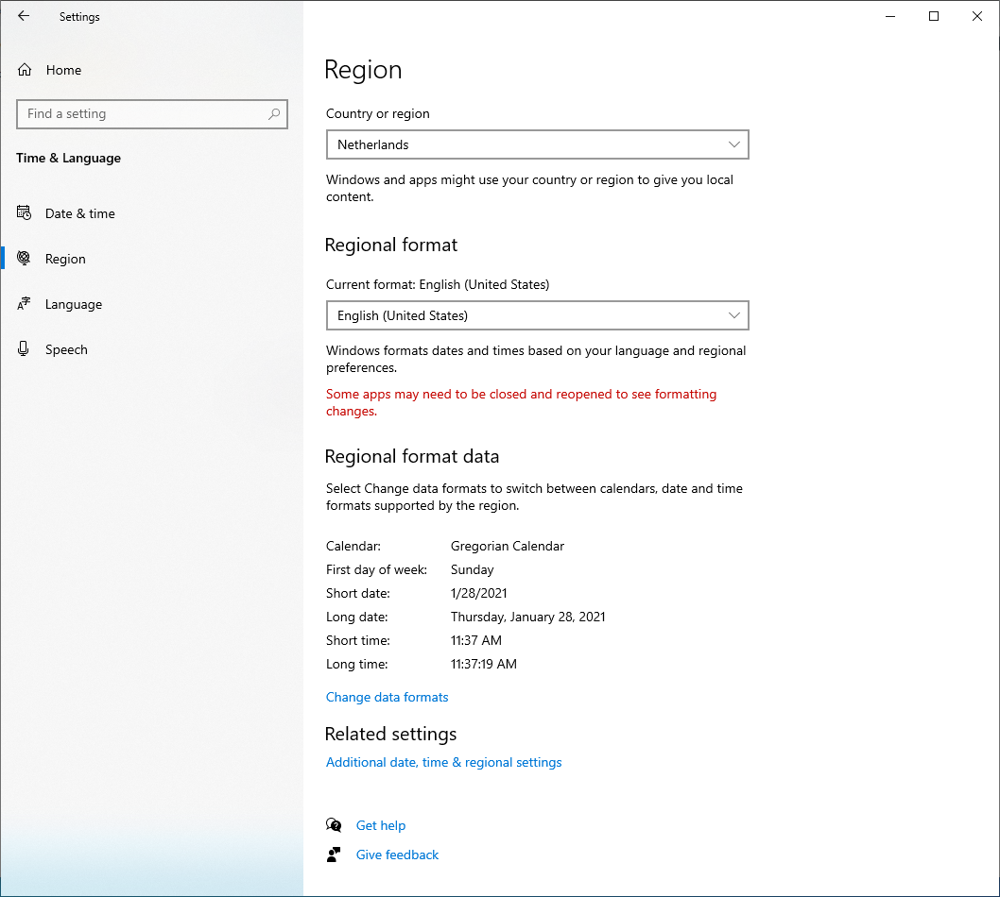 Settings
Home
Find a setting
Time & Language
Date & time
Region
Language
Speech
Region
Country or region
Netherlands
Windows and apps might use your country or region to give you local
content.
Regional format
Current format: English (United States)
English (United States)
Windows formats dates and times based on your language and regional
preferences.
Some apps may need to be closed and reopened to see formatting
changes.
Regional format data
Select Change data formats to switch between calendars, date and time
formats supported by the region.
Calendar: Gregorian Calendar
First day of week: Sunday
Short date: 1/28/2021
Long date: Thursday, January 28, 2021
Short time: 11:37 AM
Long time: 11:37:19 AM
Change data formats
Related settings
Additional date, time & regional settings
Get help
Give feedback